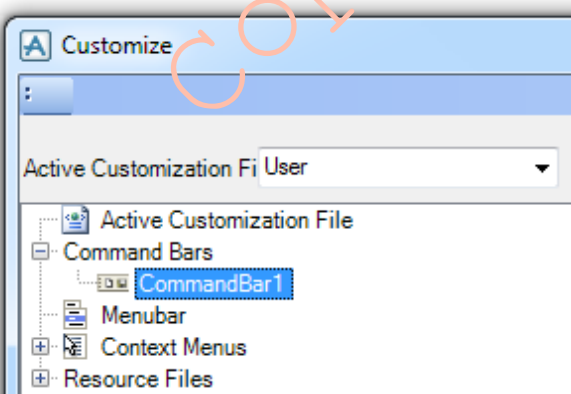 Customize
Active Customization Fi User
Active Customization File
Command Bars
CommandBar1
Menubar
Context Menus
Resource Files